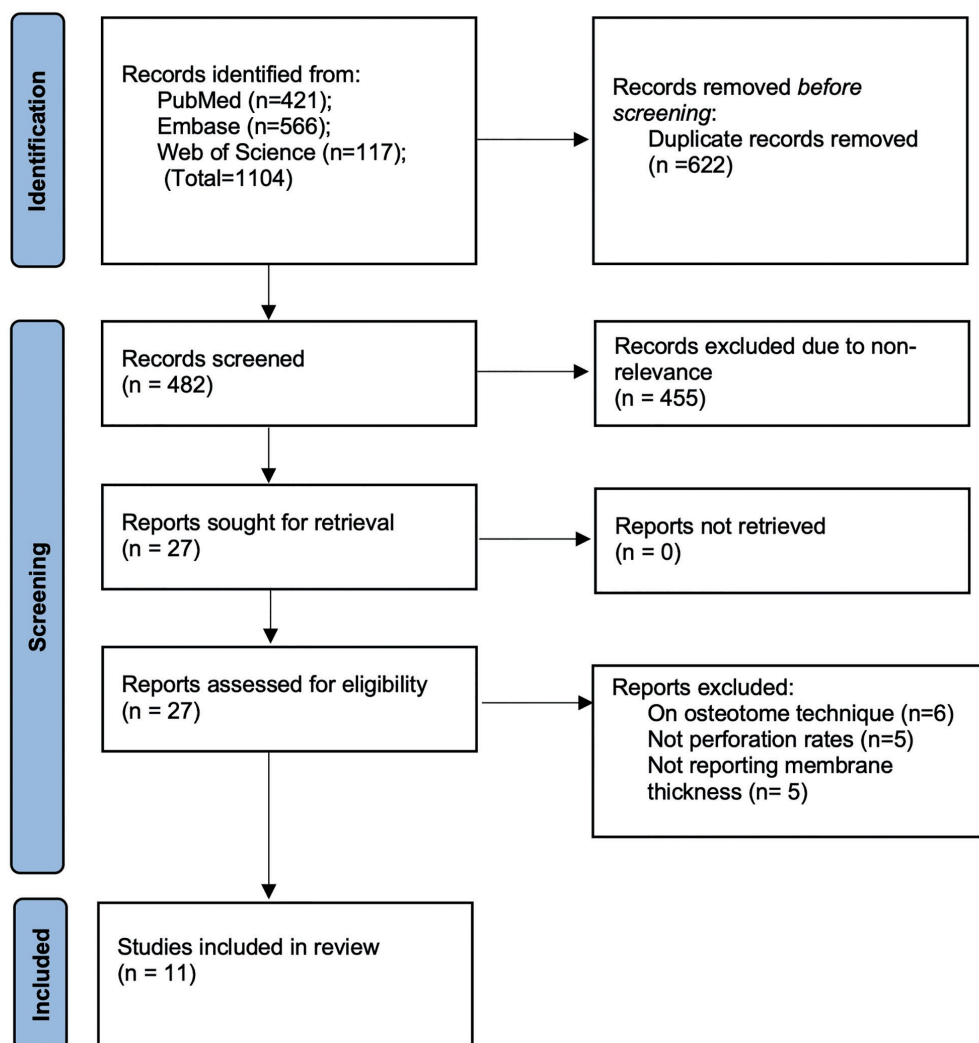 Identification
Records identified from:
PubMed (n=421);
Embase (n=566);
Web of Science (n=117);
(Total=1104)
Records removed before
screening:
Duplicate records removed
(n =622)
Screening
Records screened
(n = 482)
Records excluded due to non-
relevance
(n = 455)
Reports sought for retrieval
(n = 27)
Reports not retrieved
(n = 0)
Reports assessed for eligibility
(n = 27)
Reports excluded:
On osteotome technique (n=6)
Not perforation rates (n=5)
Not reporting membrane
thickness (n= 5)
Included
Studies included in review
(n = 11)